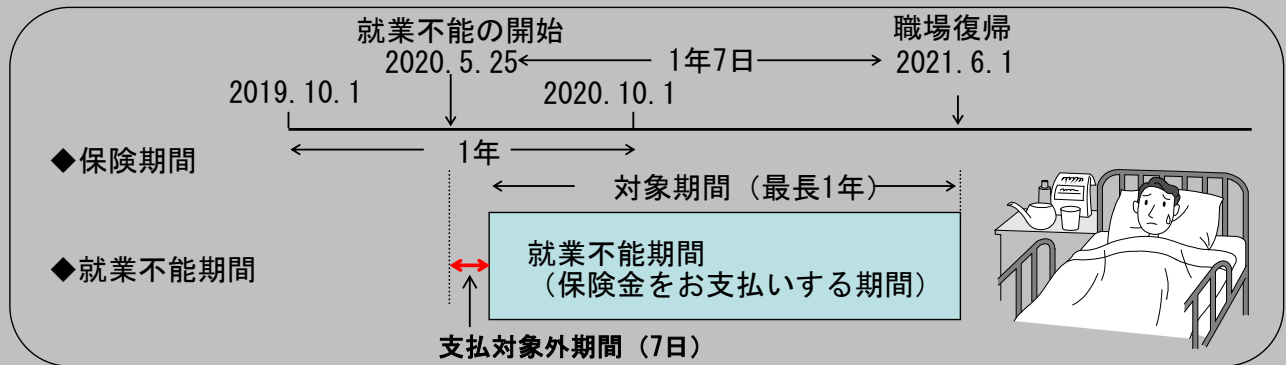 就業不能の開始
職場復帰
2020.5.25
1年7日
2021.6.1
2019.10.1
2020.10.1
◆保険期間
1年
対象期間（最長1年）
◆就業不能期間
就業不能期間
（保険金をお支払いする期間）
支払対象外期間（7日）